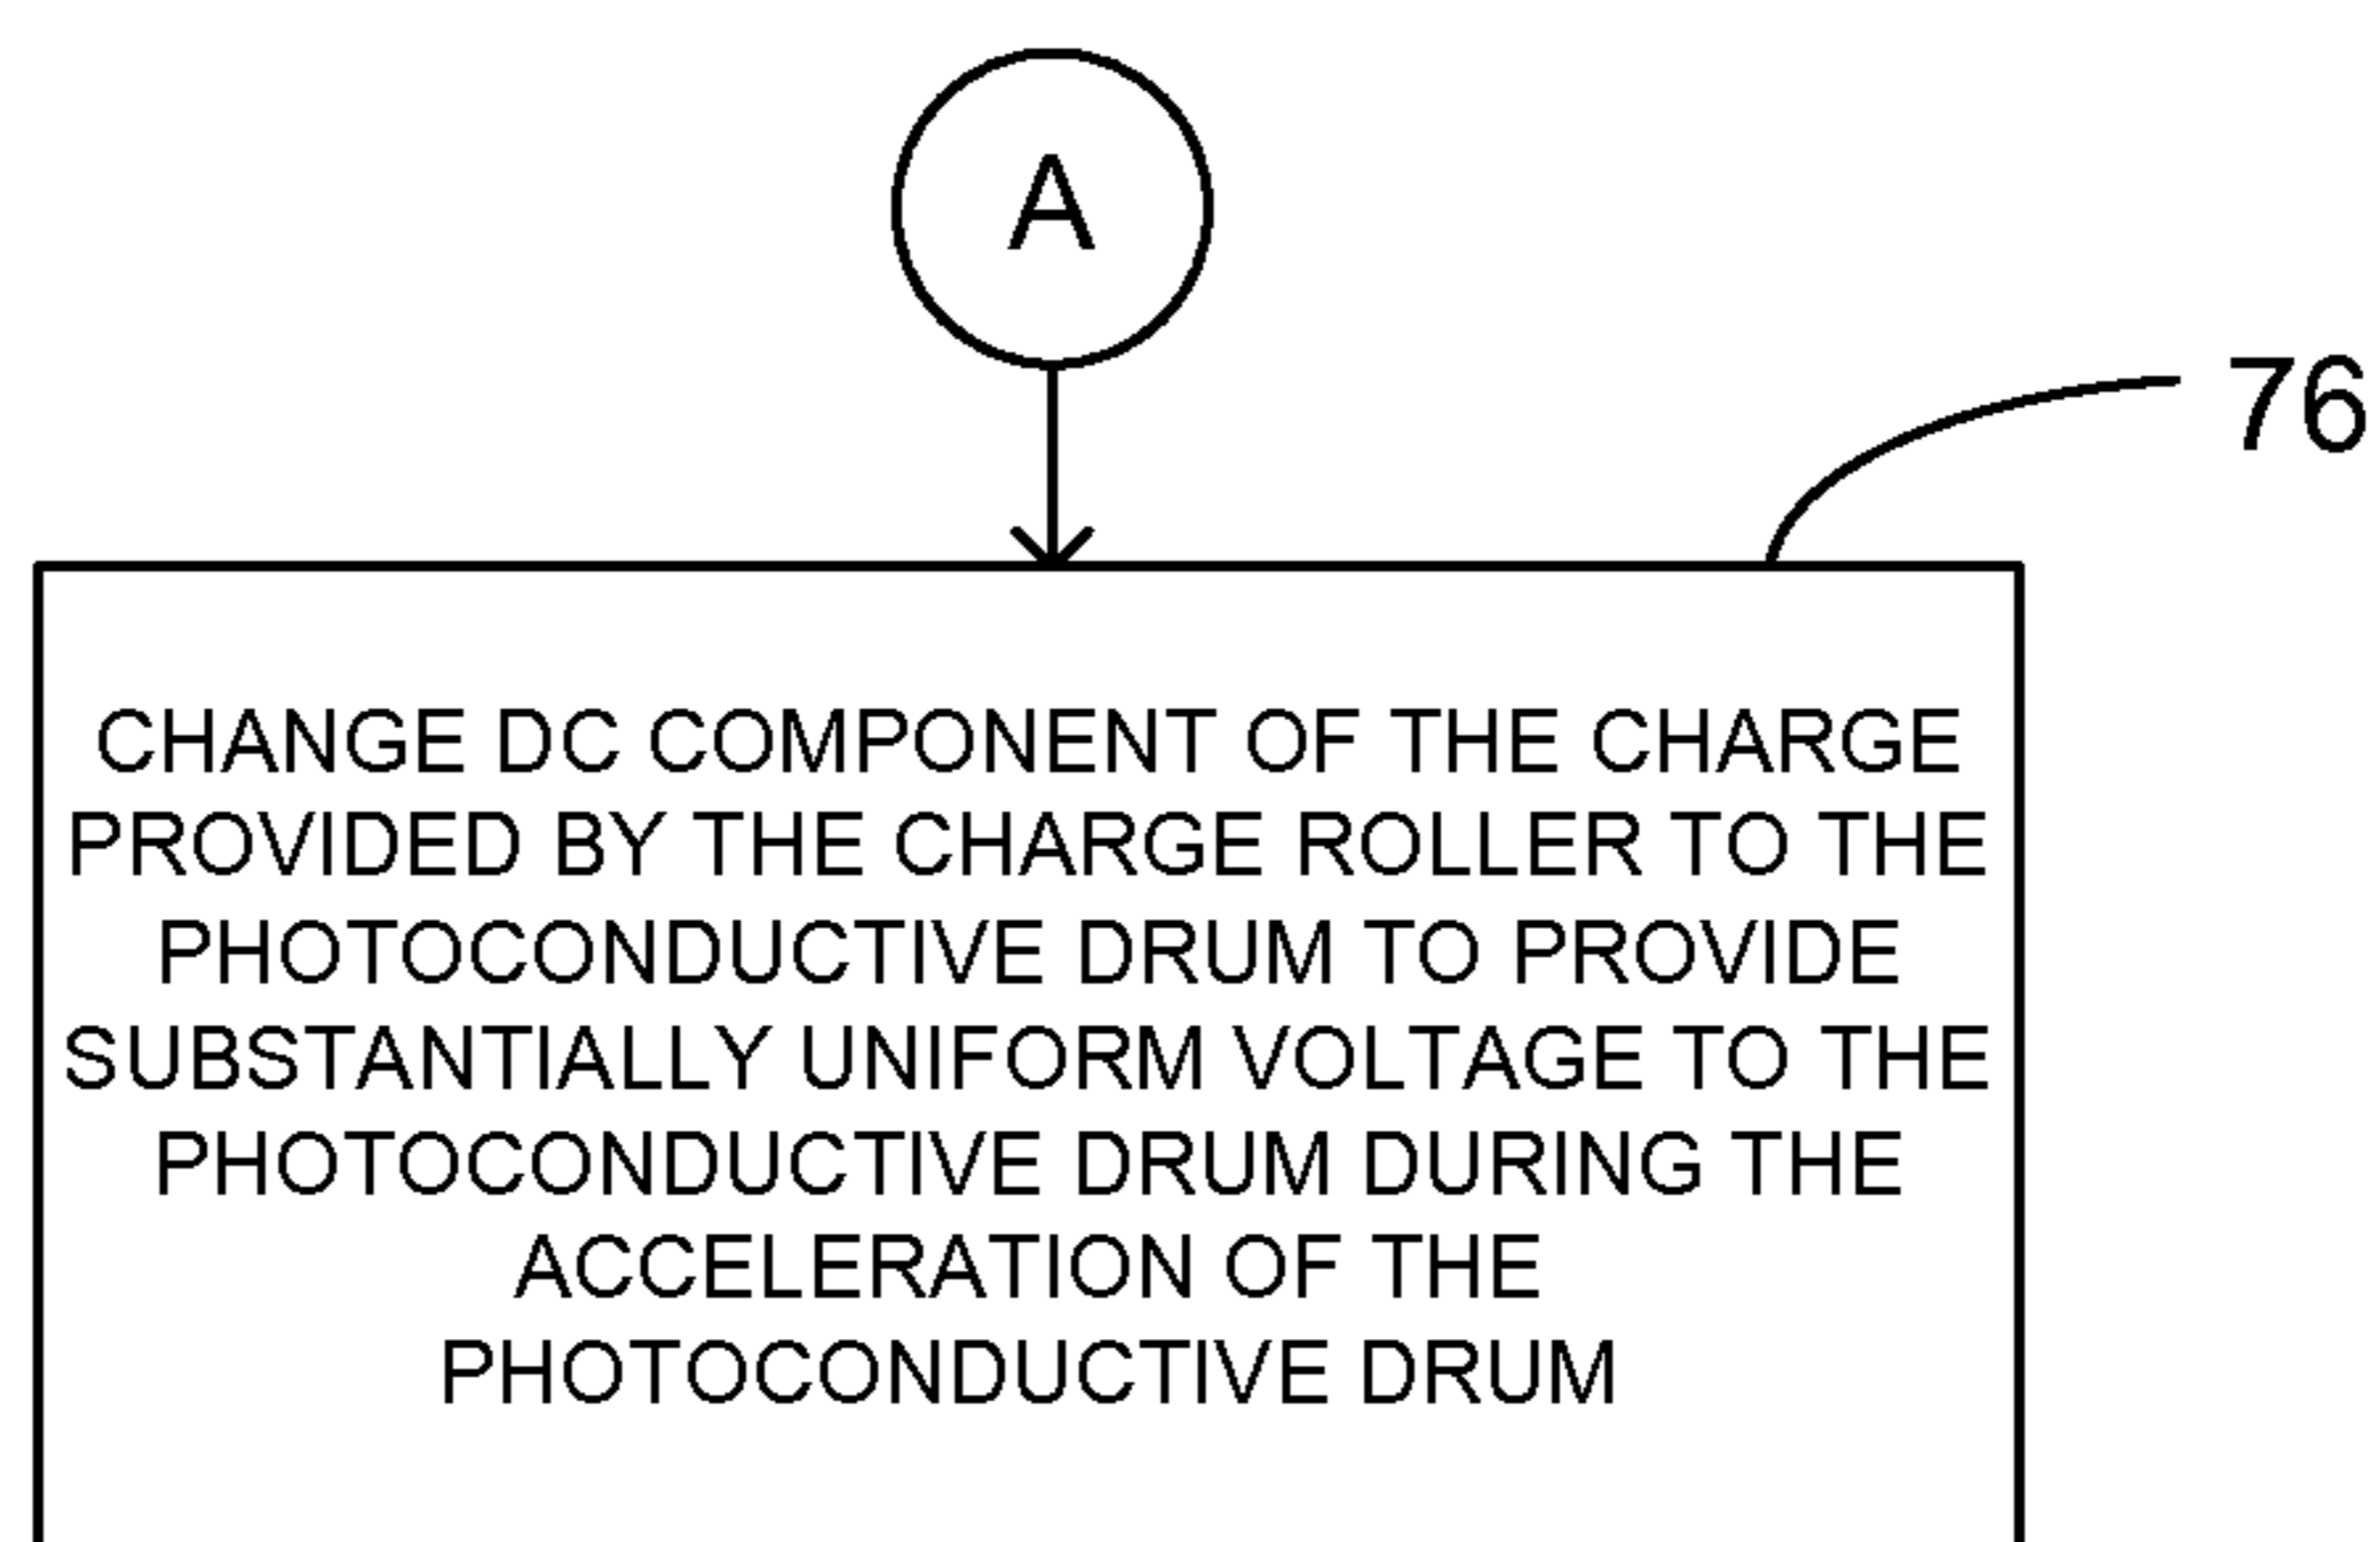 A
76
CHANGE DC COMPONENT OF THE CHARGE
PROVIDED BY THE CHARGE ROLLER TO THE
PHOTOCONDUCTIVE DRUM TO PROVIDE
SUBSTANTIALLY UNIFORM VOLTAGE TO THE
PHOTOCONDUCTIVE DRUM DURING THE
ACCELERATION OF THE
PHOTOCONDUCTIVE DRUM